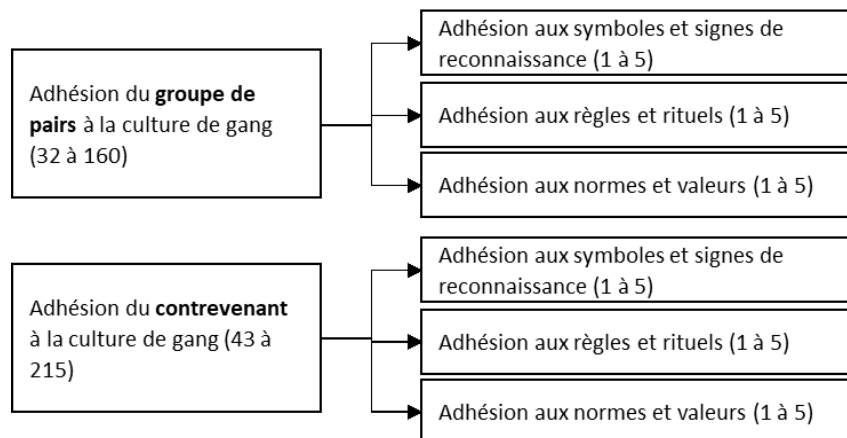 Adhésion du groupe de
pairs à la culture de gang
(32 à 160)
Adhésion aux symboles et signes de
reconnaissance (1 à 5)
Adhésion aux règles et rituels (1 à 5)
Adhésion aux normes et valeurs (1 à 5)
Adhésion du contrevenant
à la culture de gang (43 à
215)
Adhésion aux symboles et signes de
reconnaissance (1 à 5)
Adhésion aux règles et rituels (1 à 5)
Adhésion aux normes et valeurs (1 à 5)